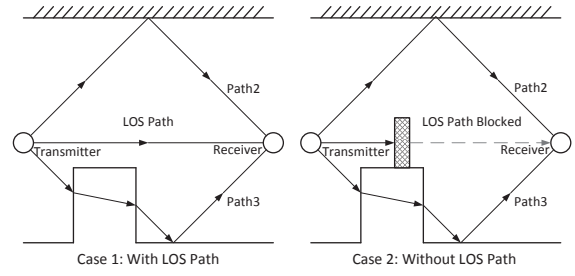 Path2
LOS Path
Transmitter
Receiver
Path3
Case 1: With LOS Path
Path2
LOS Path Blocked
Transmitter
Receiver
Path3
Case 2: Without LOS Path